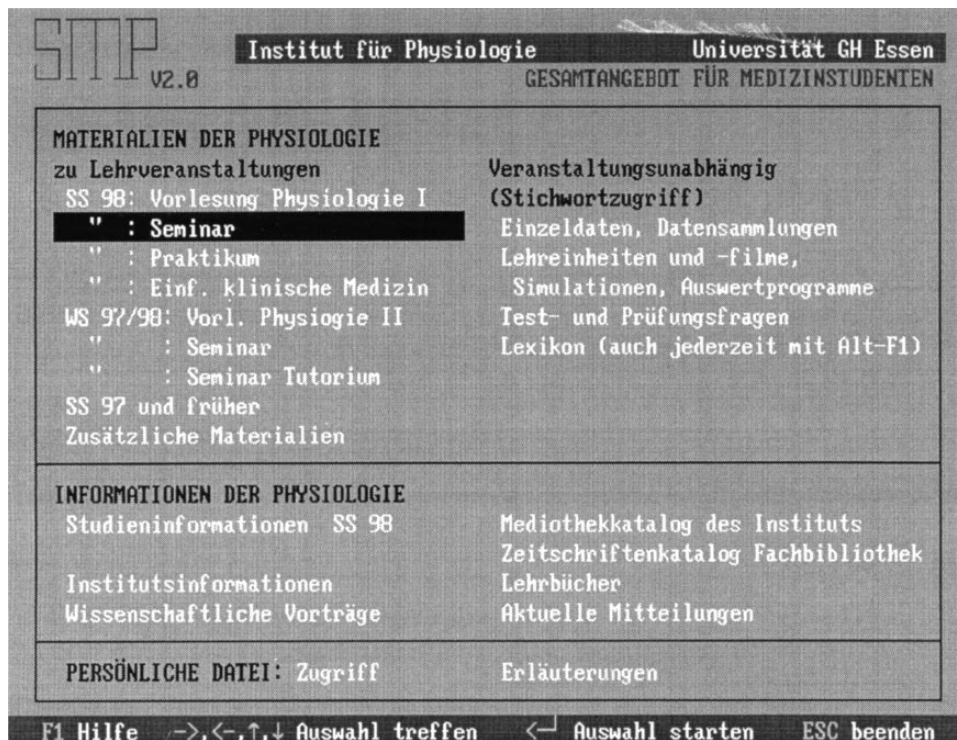 SMP V2.0
Institut für Physiologie Universität GH Essen
GESAMTANGEBOT FÜR MEDIZINSTUDENTEN
MATERIALIEN DER PHYSIOLOGIE
zu Lehrveranstaltungen
SS 98: Vorlesung Physiologie I
" : Seminar
" : Praktikum
" : Einf. klinische Medizin
WS 97/98: Vorl. Physiogie II
" : Seminar
" : Seminar Tutorium
SS 97 und früher
Zusätzliche Materialien
Veranstaltungsunabhängig
(Stichwortzugriff)
Einzeldaten, Datensammlungen
Lehreinheiten und -filme,
Simulationen, Auswertprogramme
Test- und Prüfungsfragen
Lexikon (auch jederzeit mit Alt-F1)
INFORMATIONEN DER PHYSIOLOGIE
Studieninformationen SS 98
Institutsinformationen
Wissenschaftliche Vorträge
Mediothekkatalog des Instituts
Zeitschriftenkatalog Fachbibliothek
Lehrbücher
Aktuelle Mitteilungen
PERSÖNLICHE DATEI: Zugriff Erläuterungen
F1 Hilfe ->,<-,↑,↓ Auswahl treffen <┘ Auswahl starten ESC beenden